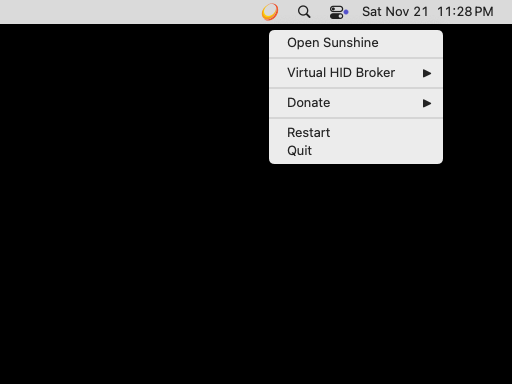 Sat Nov 21 11:28 PM
Open Sunshine
Virtual HID Broker
Donate
Restart
Quit